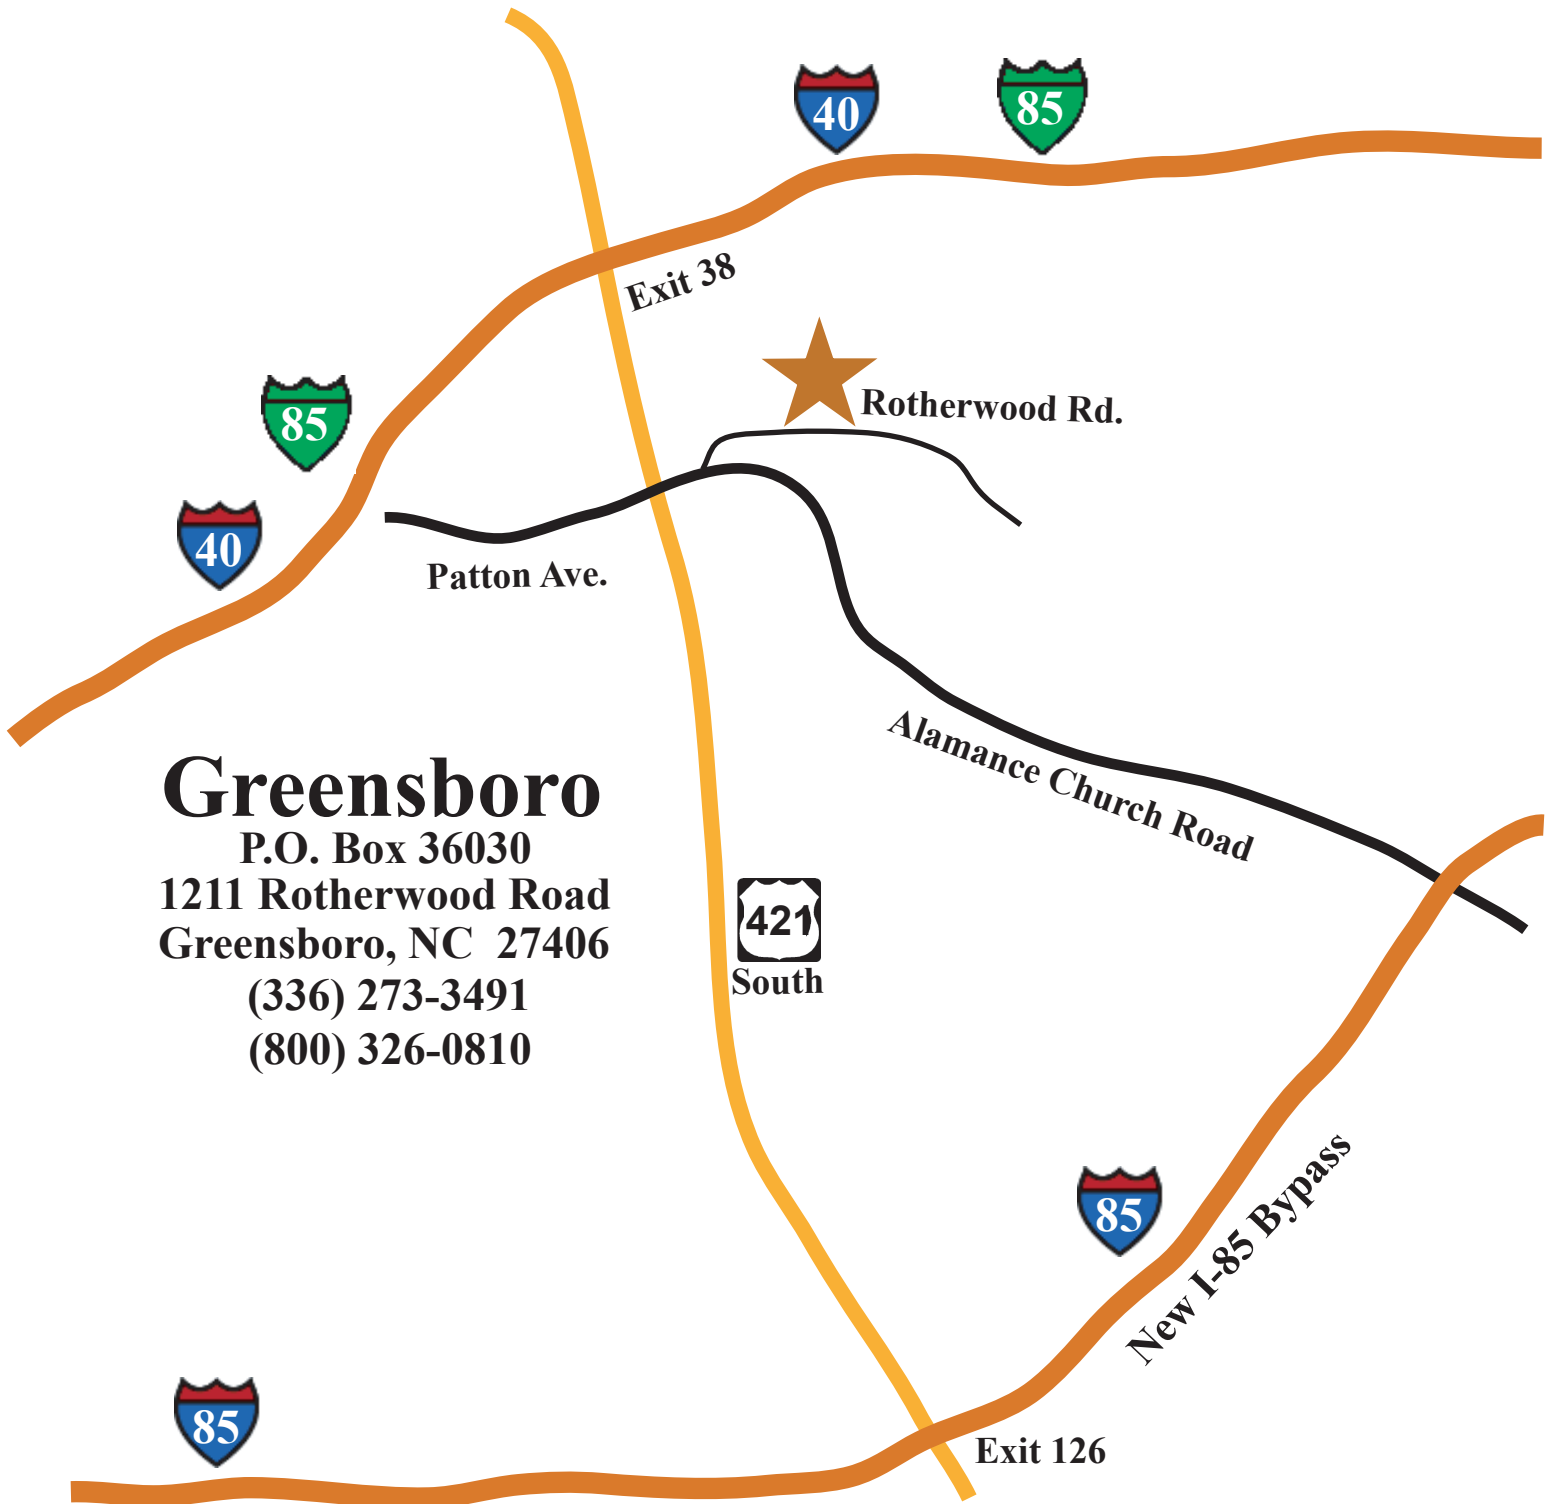 40
85
Exit 38
85
Rotherwood Rd.
40
Patton Ave.
Alamance Church Road
Greensboro
P.O. Box 36030
1211 Rotherwood Road
Greensboro, NC  27406
(336) 273-3491
(800) 326-0810
421
South
85
New I-85 Bypass
85
Exit 126